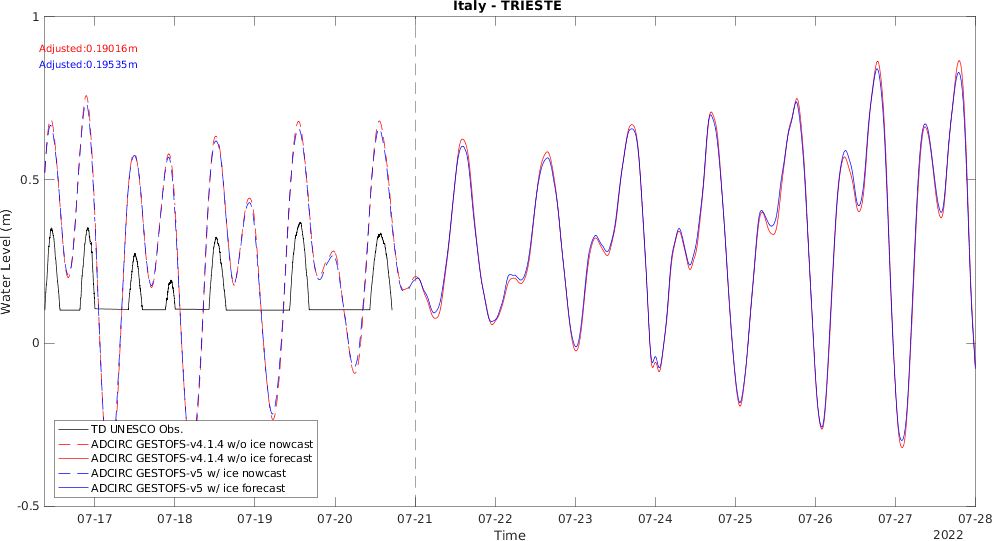 Italy - TRIESTE
Adjusted:0.19016m
Adjusted:0.19535m
Water Level (m)
1
0.5
0
-0.5
TD UNESCO Obs.
ADCIRC GESTOFS-v4.1.4 w/o ice nowcast
ADCIRC GESTOFS-v4.1.4 w/o ice forecast
ADCIRC GESTOFS-v5 w/ ice nowcast
ADCIRC GESTOFS-v5 w/ ice forecast
07-17 07-18 07-19 07-20 07-21 07-22 07-23 07-24 07-25 07-26 07-27 07-28
Time
2022